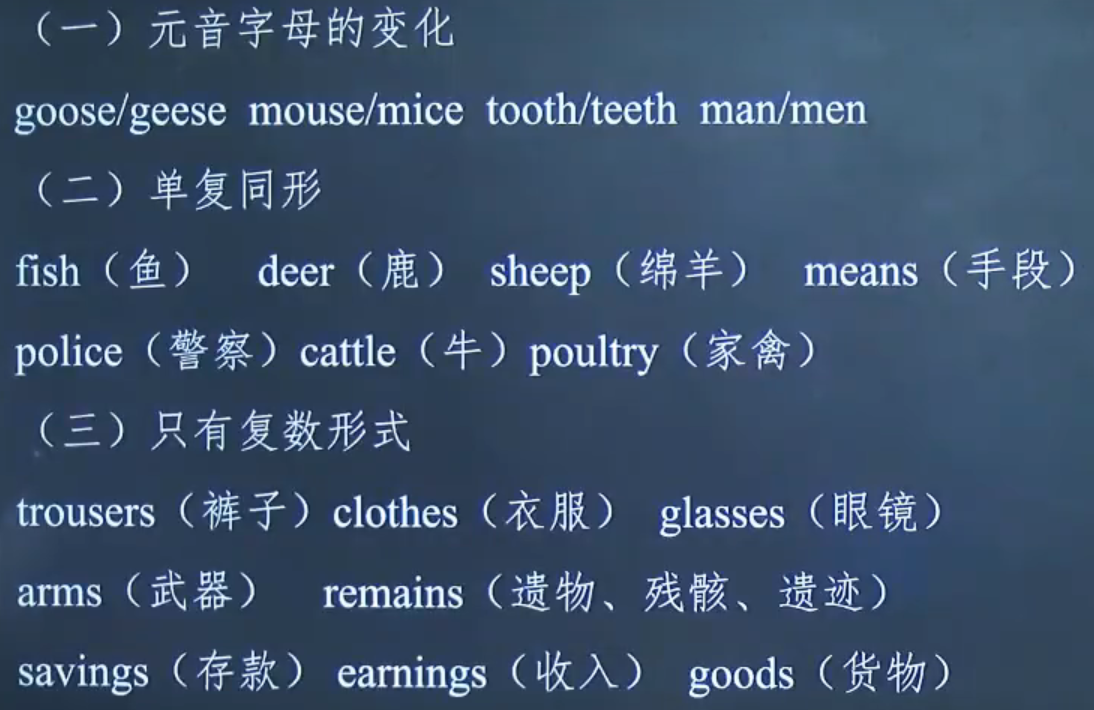 （一）元音字母的变化
goose/geese mouse/mice tooth/teeth man/men
（二）单复同形
fish（鱼） deer（鹿） sheep（绵羊） means（手段）
police（警察）cattle（牛）poultry（家禽）
（三）只有复数形式
trousers（裤子）clothes（衣服） glasses（眼镜）
arms（武器） remains（遗物、残骸、遗迹）
savings（存款） earnings（收入） goods（货物）